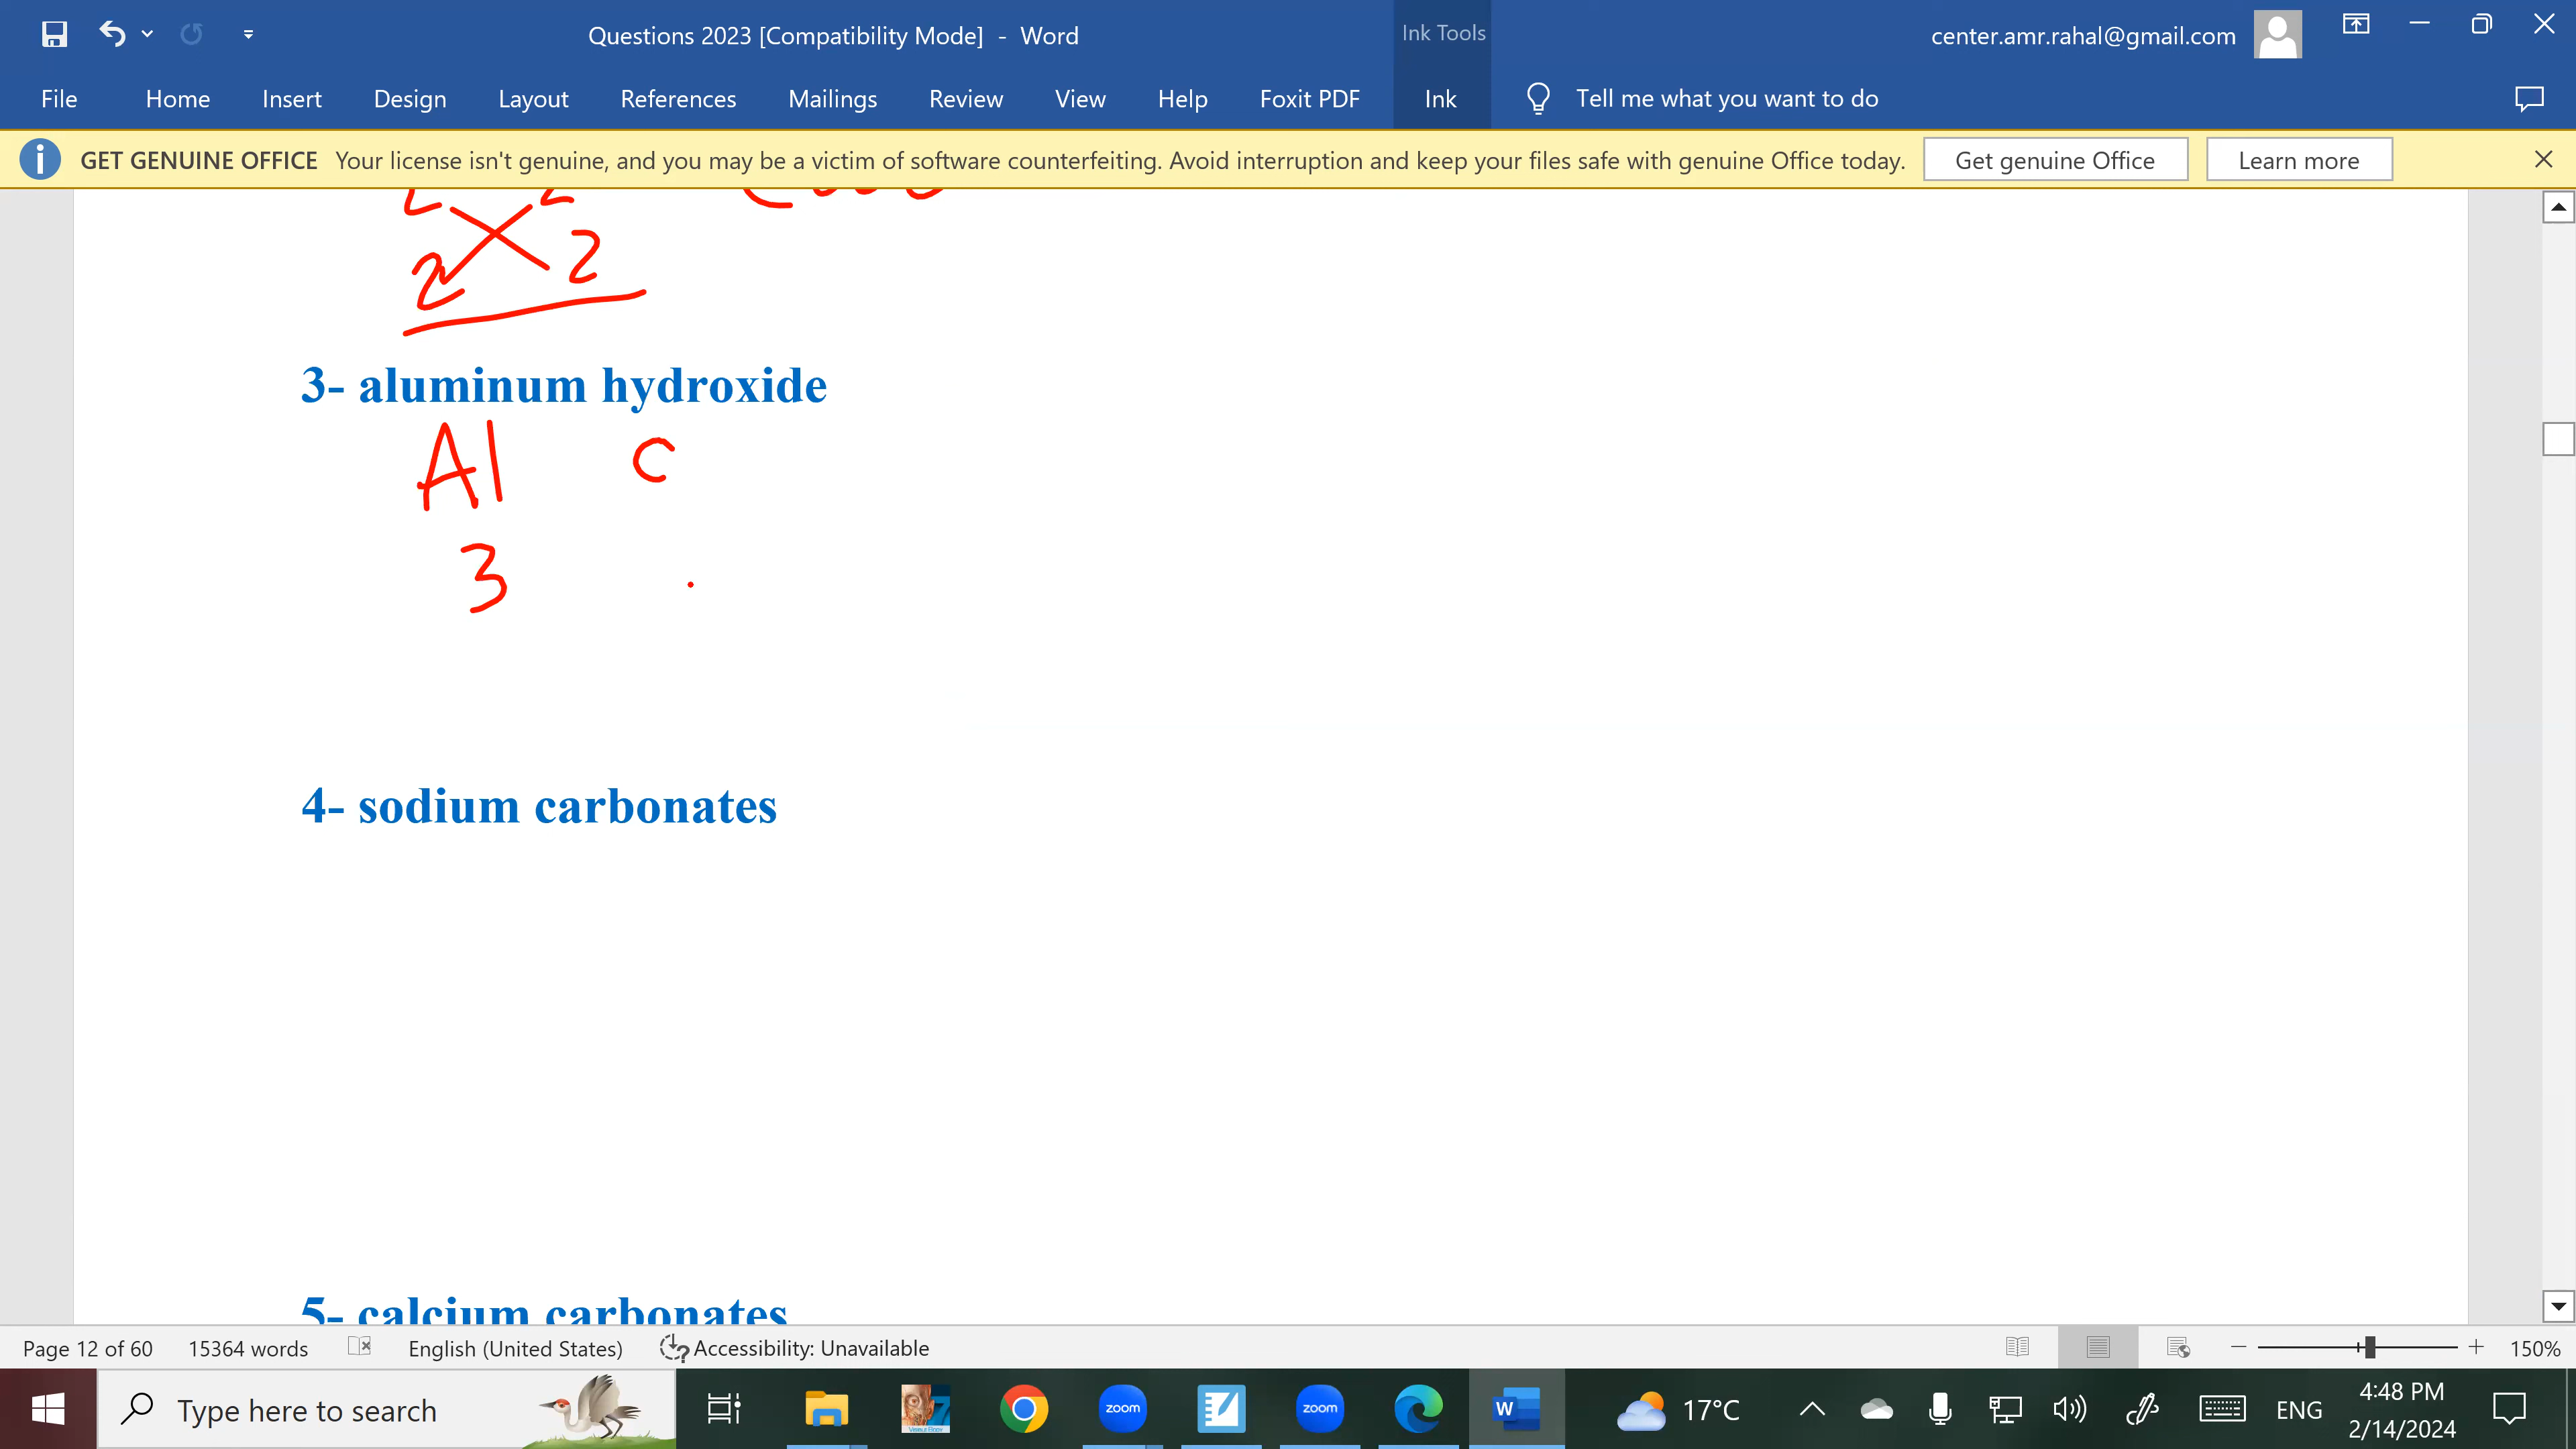 Questions 2023 [Compatibility Mode] - Word
Ink Tools
center.amr.rahal@gmail.com
File Home Insert Design Layout References Mailings Review View Help Foxit PDF Ink Tell me what you want to do
GET GENUINE OFFICE Your license isn't genuine, and you may be a victim of software counterfeiting. Avoid interruption and keep your files safe with genuine Office today. Get genuine Office Learn more
2 2
3- aluminum hydroxide
Al
3
4- sodium carbonates
5- calcium carbonates
Page 12 of 60 15364 words English (United States) Accessibility: Unavailable 150%
Type here to search zoom zoom W 17°C ENG 4:48 PM
2/14/2024